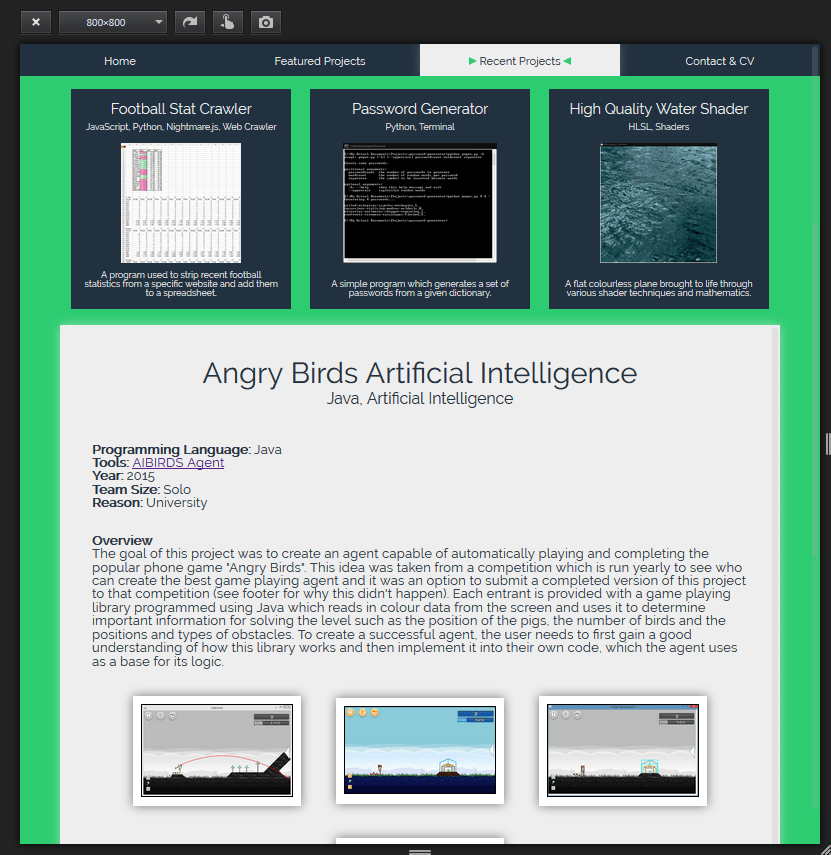 800×800
Home
Featured Projects
Recent Projects
Contact & CV
Football Stat Crawler
JavaScript, Python, Nightmare.js, Web Crawler
A program used to strip recent football
statistics from a specific website and add them
to a spreadsheet.
Password Generator
Python, Terminal
A simple program which generates a set of
passwords from a given dictionary.
High Quality Water Shader
HLSL, Shaders
A flat colourless plane brought to life through
various shader techniques and mathematics.
Angry Birds Artificial Intelligence
Java, Artificial Intelligence
Programming Language: Java
Tools: AIBIRDS Agent
Year: 2015
Team Size: Solo
Reason: University
Overview
The goal of this project was to create an agent capable of automatically playing and completing the
popular phone game "Angry Birds". This idea was taken from a competition which is run yearly to see who
can create the best game playing agent and it was an option to submit a completed version of this project
to that competition (see footer for why this didn't happen). Each entrant is provided with a game playing
library programmed using Java which reads in colour data from the screen and uses it to determine
important information for solving the level such as the position of the pigs, the number of birds and the
positions and types of obstacles. To create a successful agent, the user needs to first gain a good
understanding of how this library works and then implement it into their own code, which the agent uses
as a base for its logic.